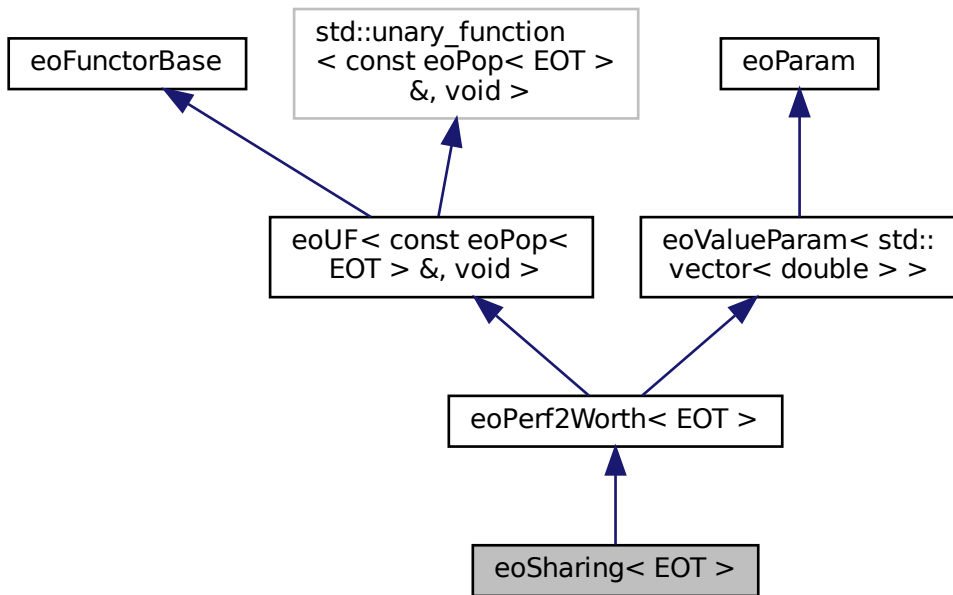 eoFunctorBase
std::unary_function
< const eoPop< EOT >
&, void >
eoParam
eoUF< const eoPop<
EOT > &, void >
eoValueParam< std::
vector< double > >
eoPerf2Worth< EOT >
eoSharing< EOT >